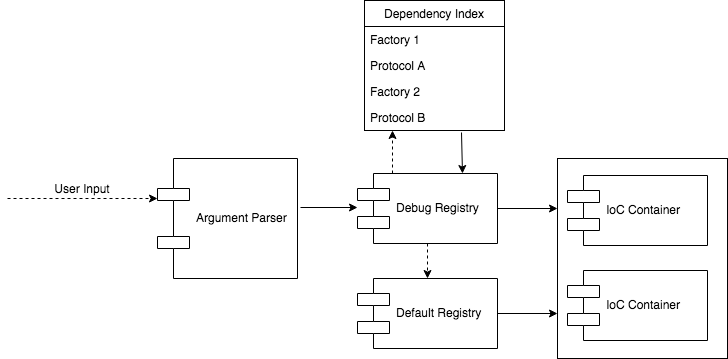 Dependency Index
Factory 1
Protocol A
Factory 2
Protocol B
User Input
Argument Parser
Debug Registry
IoC Container
Default Registry
IoC Container